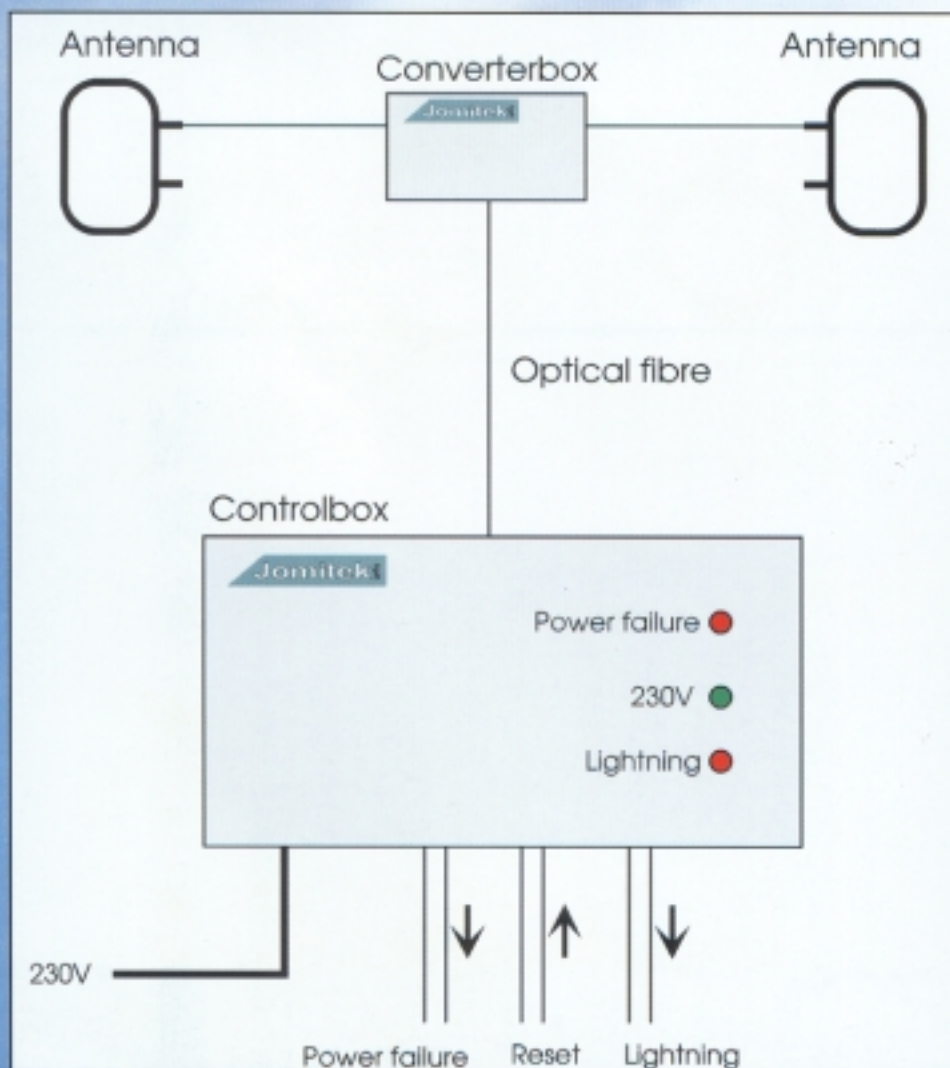 Antenna
Converterbox
Antenna
Jomitek
Optical fibre
Controlbox
Jomitek
Power failure
230V
Lightning
230V
Power failure
Reset
Lightning